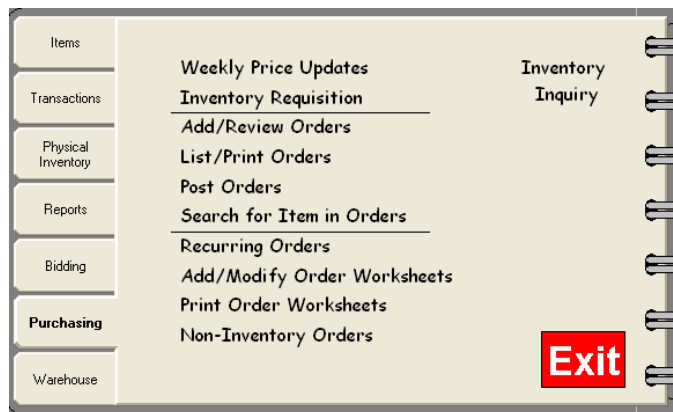 Items
Transactions
Physical
Inventory
Reports
Bidding
Purchasing
Warehouse
Weekly Price Updates
Inventory Requisition
Add/Review Orders
List/Print Orders
Post Orders
Search for Item in Orders
Recurring Orders
Add/Modify Order Worksheets
Print Order Worksheets
Non-Inventory Orders
Inventory
Inquiry
Exit